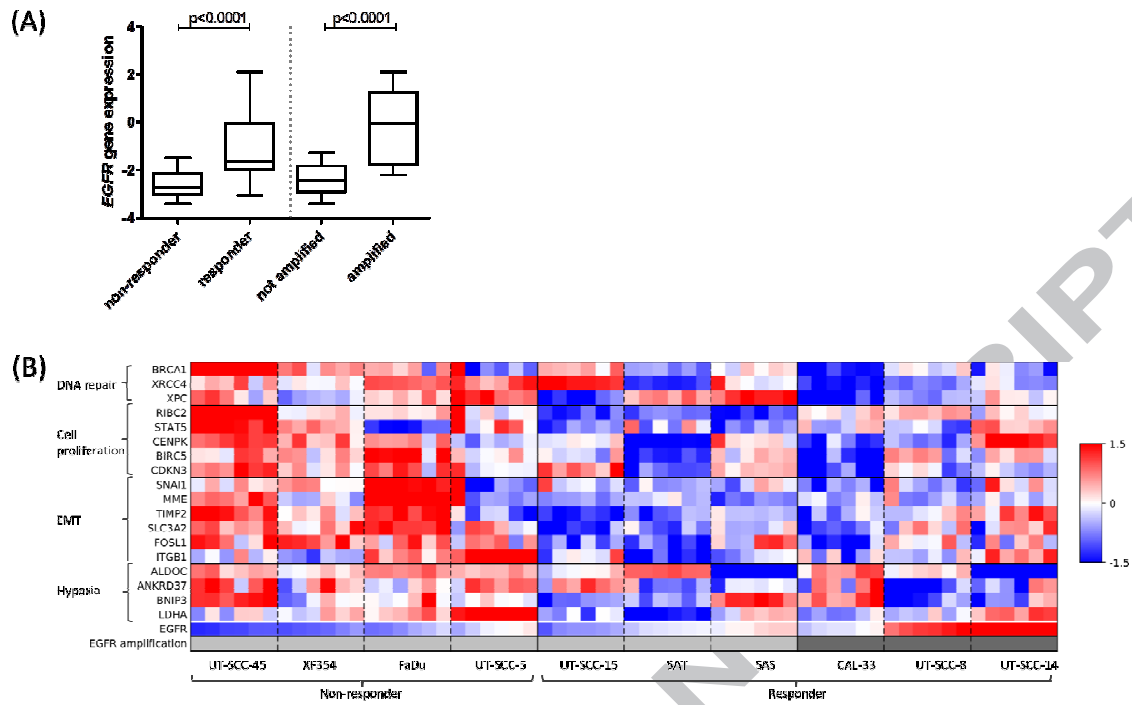 (A)
p<0.0001
p<0.0001
4
2
0
-2
-4
EGFR gene expression
non-responder
responder
not amplified
amplified
(B)
DNA repair
BRCA1
XRCC4
XPC
Cell
proliferation
RIBC2
STAT5
CENPK
BIRC5
CDKN3
EMT
SNAI1
MME
TIMP2
SLC3A2
FOSL1
ITGB1
Hypoxia
ALDOC
ANKRD37
BNIP3
LDHA
EGFR
EGFR amplification
1.5
0
-1.5
UT-SCC-45
XF354
FaDu
UT-SCC-5
UT-SCC-15
SAT
SAS
CAL-33
UT-SCC-8
UT-SCC-14
Non-responder
Responder